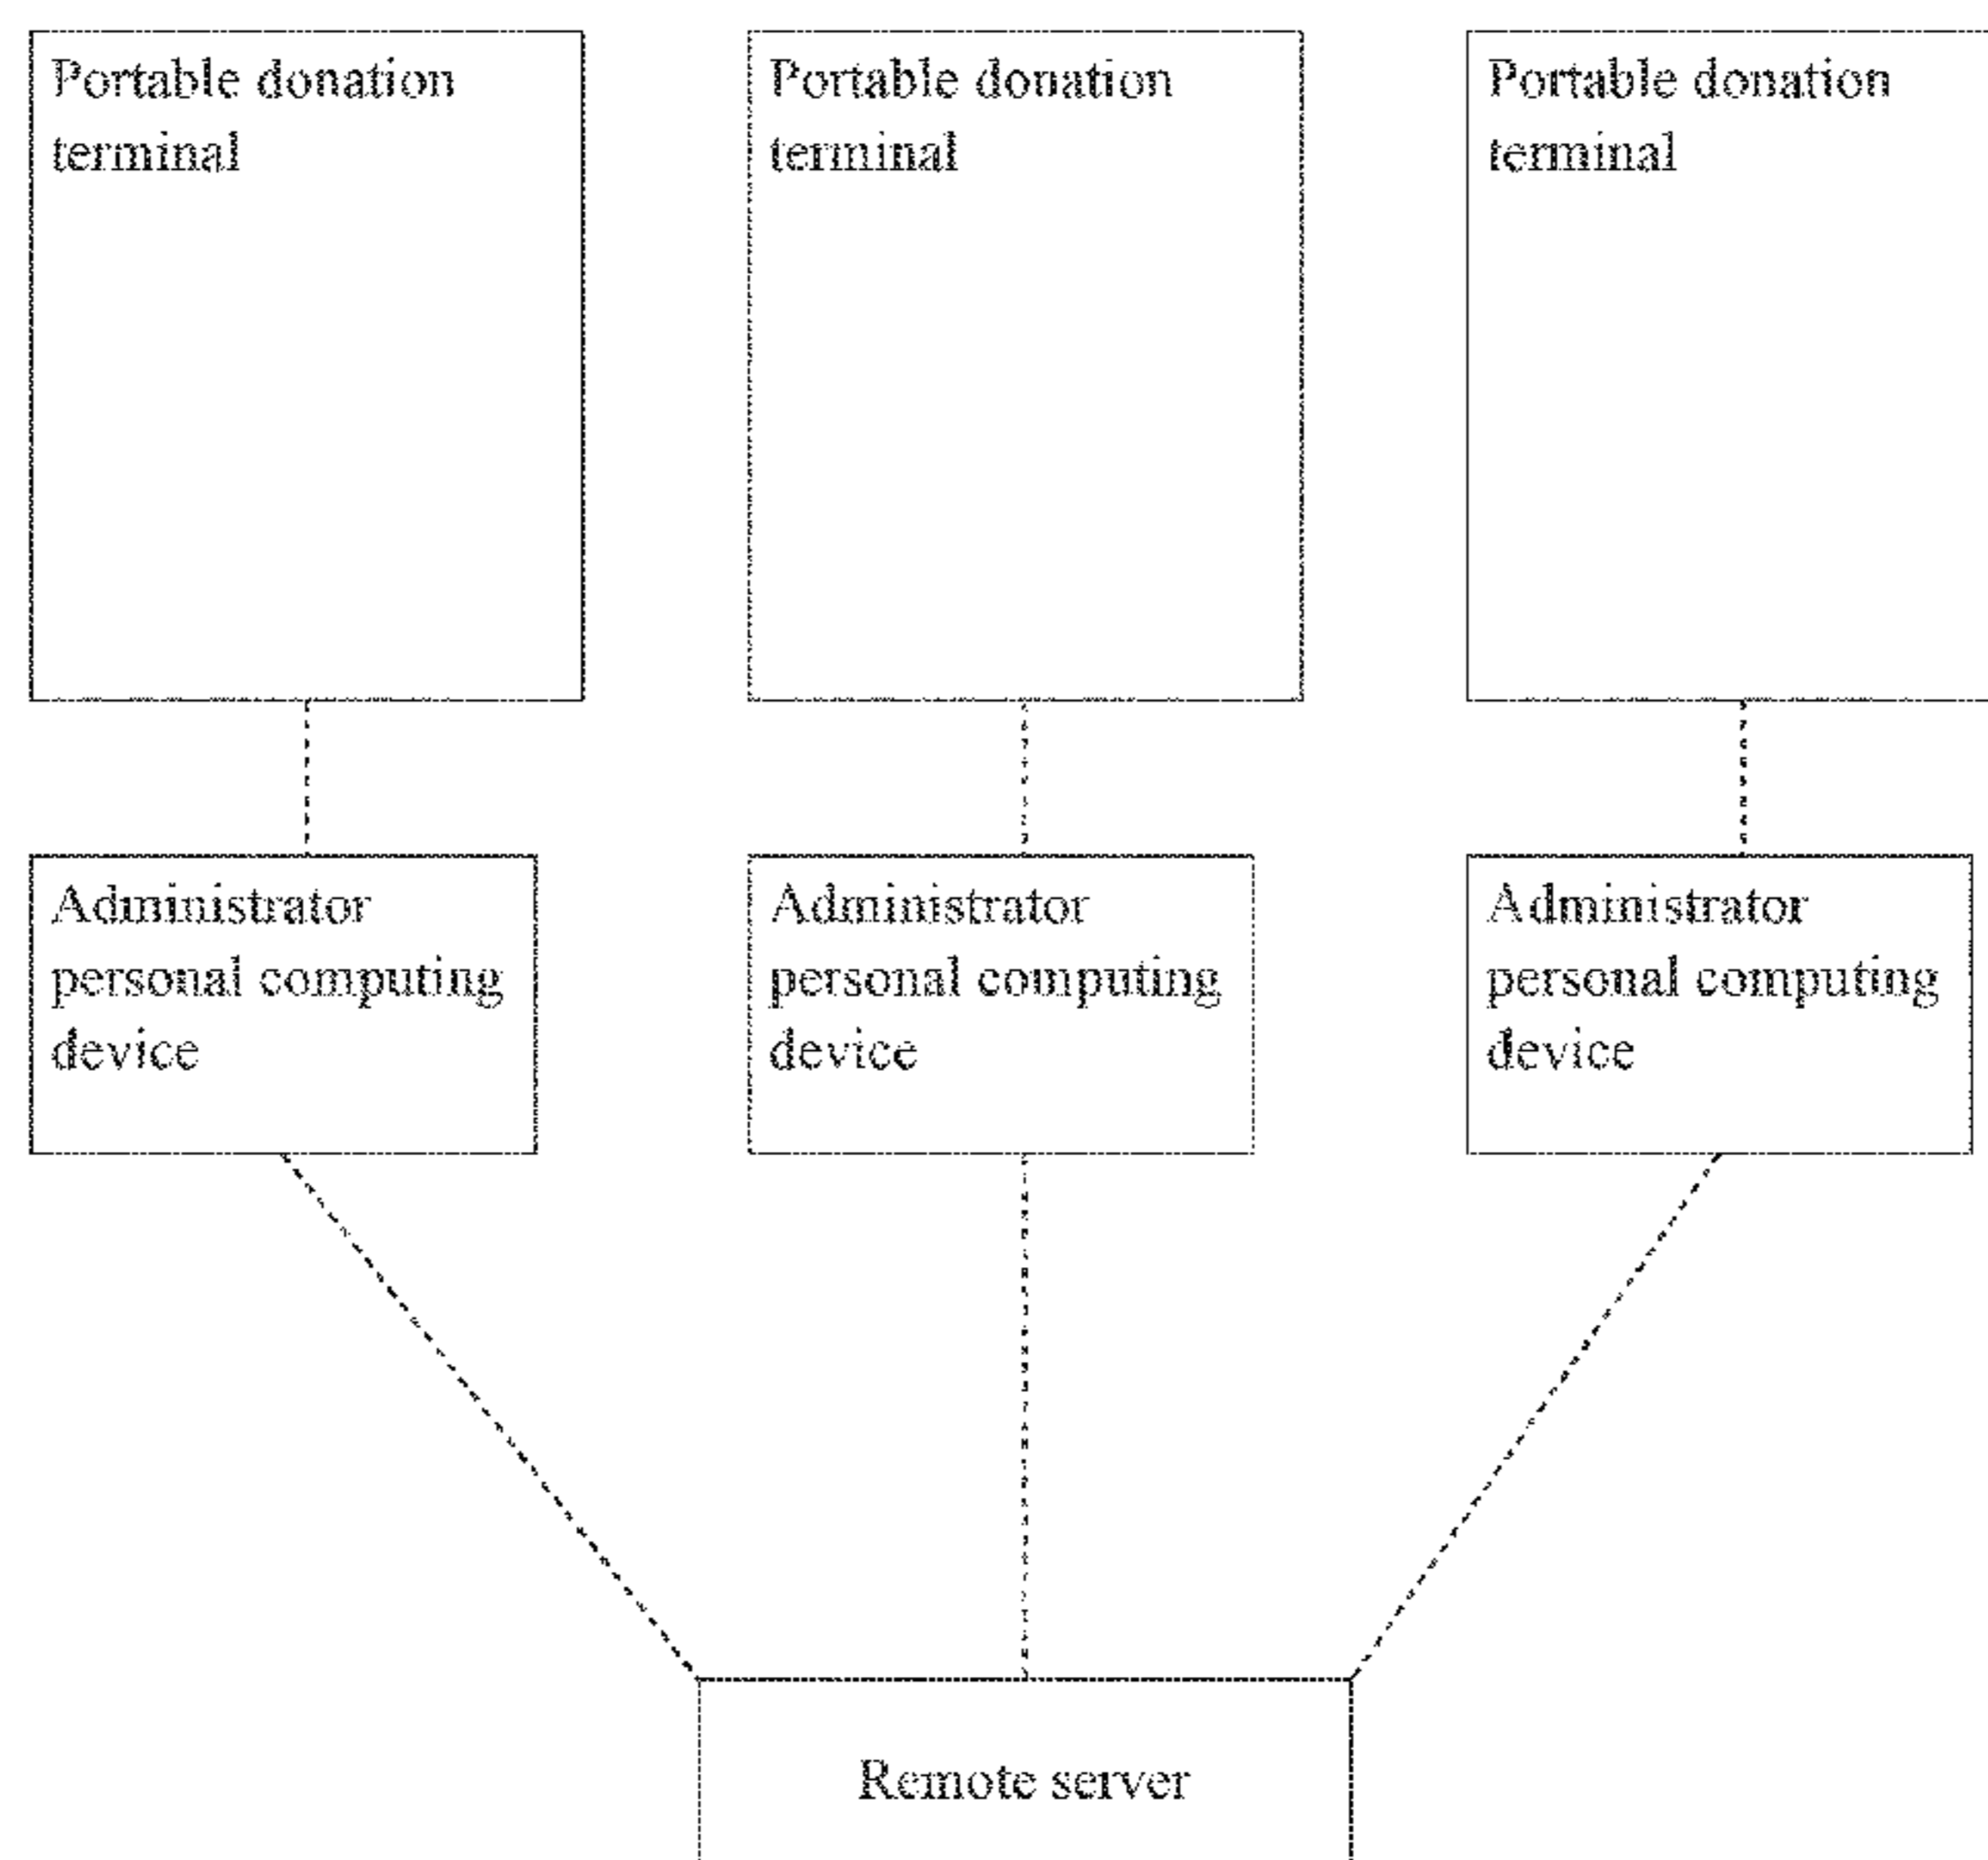 Portable donation
terminal
Portable donation
terminal
Portable donation
terminal
Administrator
personal computing
device
Administrator
personal computing
device
Administrator
personal computing
device
Remote server